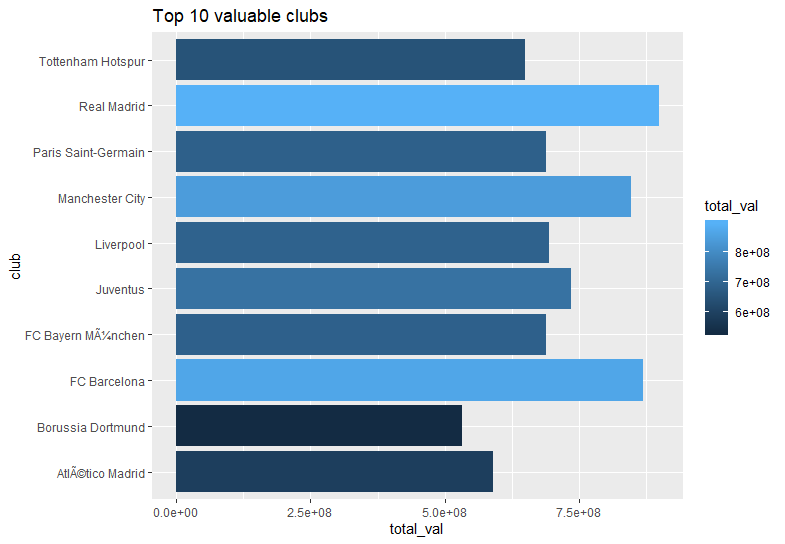 Top 10 valuable clubs
Tottenham Hotspur
Real Madrid
Paris Saint-Germain
Manchester City
Liverpool
Juventus
FC Bayern MÃ¼nchen
FC Barcelona
Borussia Dortmund
AtlÃ©tico Madrid
club
0.0e+00 2.5e+08 5.0e+08 7.5e+08
total_val
total_val
8e+08
7e+08
6e+08